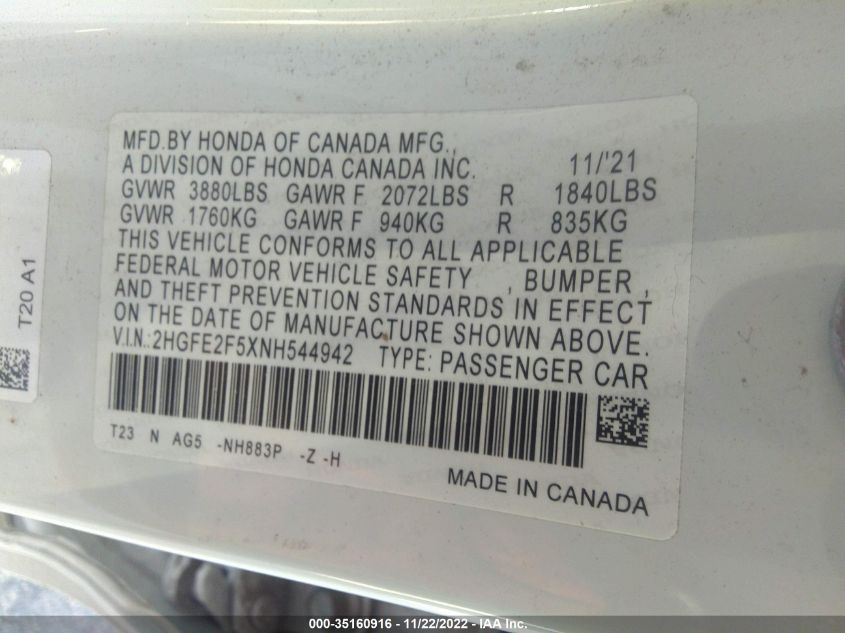 MFD.BY HONDA OF CANADA MFG.,
A DIVISION OF HONDA CANADA INC. 11/'21
GVWR 3880LBS GAWR F 2072LBS R 1840LBS
GVWR 1760KG GAWR F 940KG R 835KG
THIS VEHICLE CONFORMS TO ALL APPLICABLE
FEDERAL MOTOR VEHICLE SAFETY , BUMPER ,
AND THEFT PREVENTION STANDARDS IN EFFECT
ON THE DATE OF MANUFACTURE SHOWN ABOVE.
V.I.N.:2HGFE2F5XNH544942 TYPE: PASSENGER CAR
T23 N AG5 -NH883P -Z -H
MADE IN CANADA
T20 A1
000-35160916 - 11/22/2022 - IAA Inc.